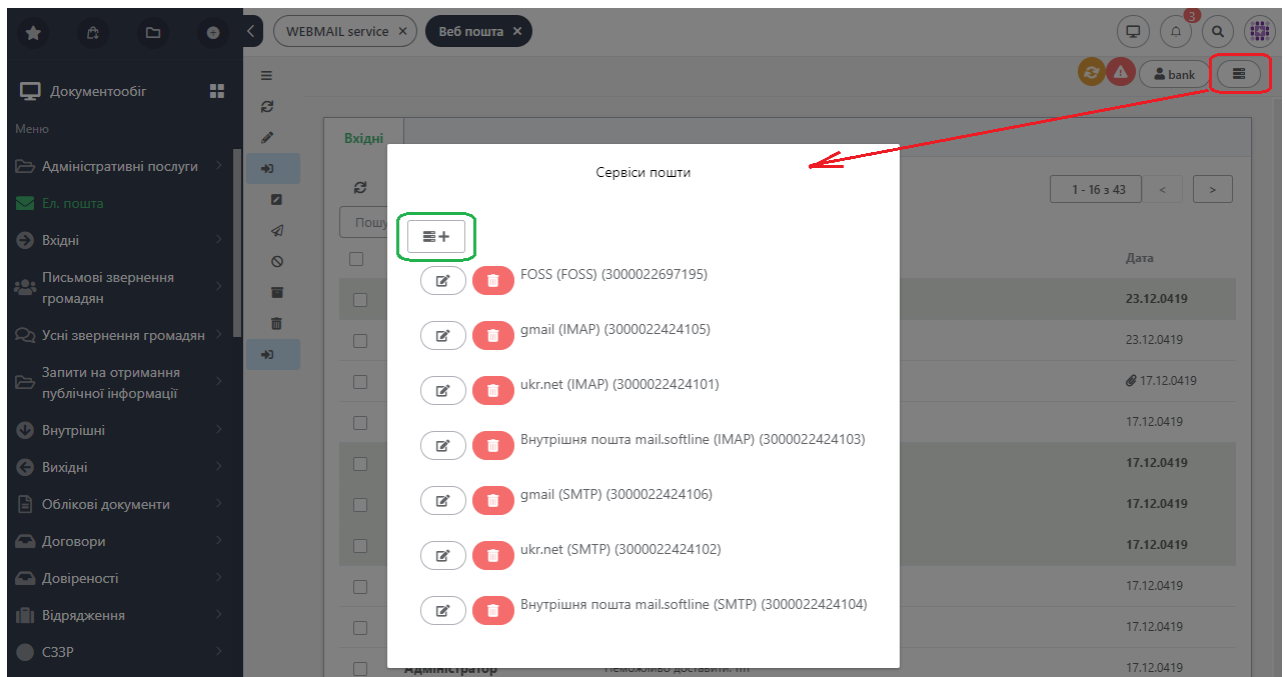 WEBMAIL service ×
Веб пошта ×
3
Документообіг
bank
Меню
Вхідні
Адміністративні послуги
Сервіси пошти
1 - 16 з 43 < >
Ел. пошта
Пошу
Вхідні
Дата
Письмові звернення
громадян
FOSS (FOSS) (3000022697195)
23.12.0419
Усні звернення громадян
gmail (IMAP) (3000022424105)
23.12.0419
Запити на отримання
публічної інформації
ukr.net (IMAP) (3000022424101)
17.12.0419
Внутрішні
17.12.0419
Внутрішня пошта mail.softline (IMAP) (3000022424103)
Вихідні
17.12.0419
Облікові документи
gmail (SMTP) (3000022424106)
17.12.0419
Договори
ukr.net (SMTP) (3000022424102)
17.12.0419
Довіреності
17.12.0419
Відрядження
Внутрішня пошта mail.softline (SMTP) (3000022424104)
17.12.0419
СЗЗР
Адміністратор
17.12.0419